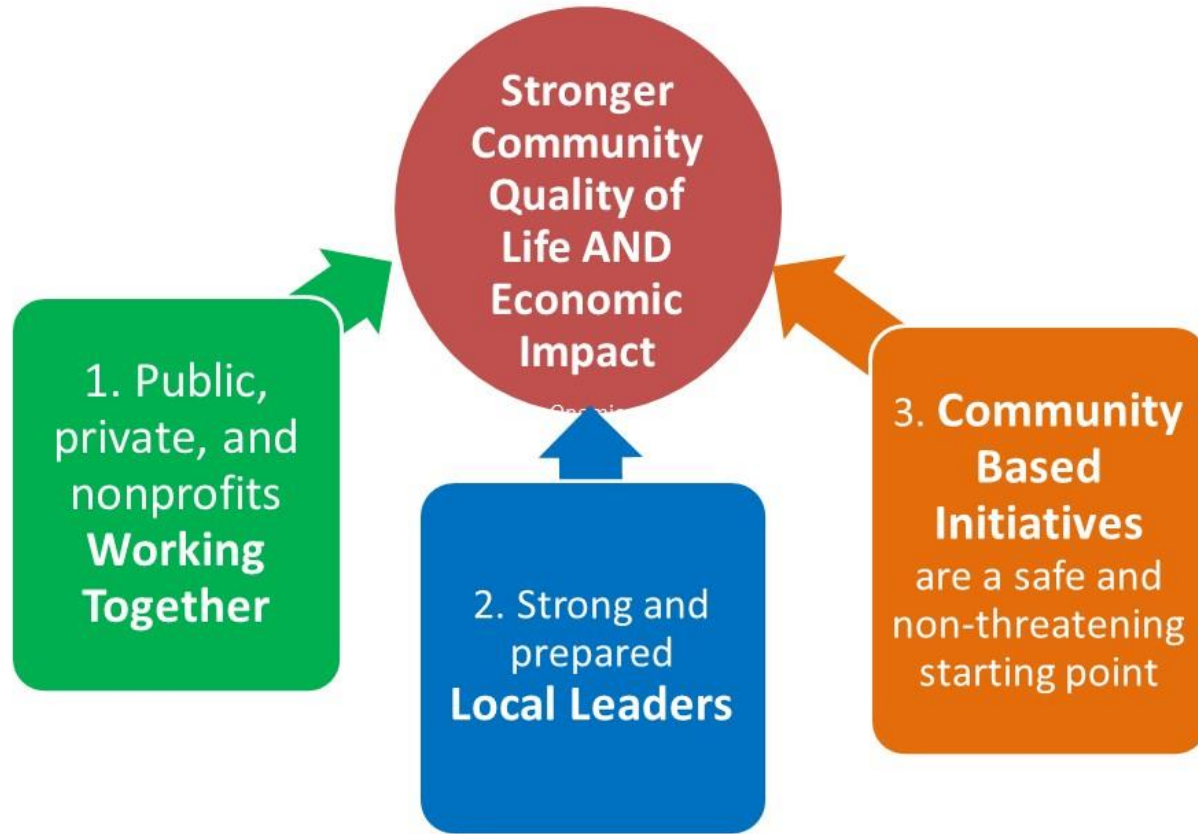 Stronger
Community
Quality of
Life AND
Economic
Impact
1. Public,
private, and
nonprofits
Working
Together
2. Strong and
prepared
Local Leaders
3. Community
Based
Initiatives
are a safe and
non-threatening
starting point